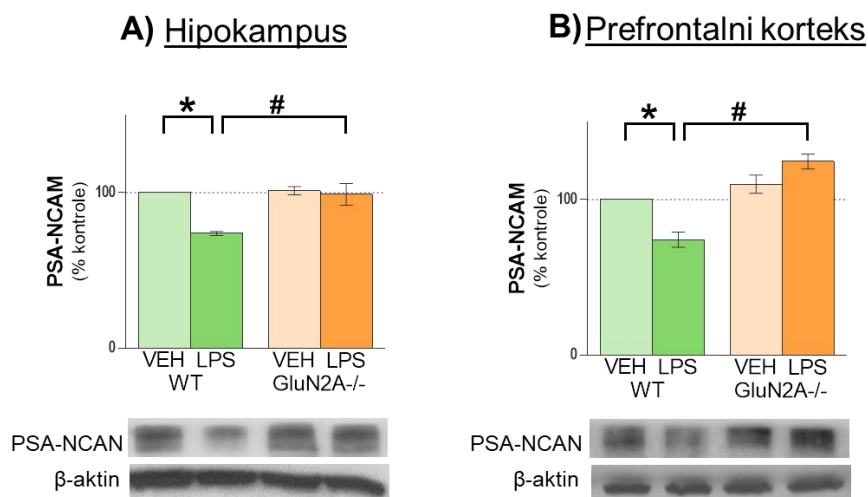 A) Hipokampus
* #
PSA-NCAM
(% kontrole)
100
0
VEH LPS VEH LPS
WT GluN2A-/-
PSA-NCAN
β-aktin
B) Prefrontalni korteks
* #
PSA-NCAM
(% kontrole)
100
0
VEH LPS VEH LPS
WT GluN2A-/-
PSA-NCAN
β-aktin